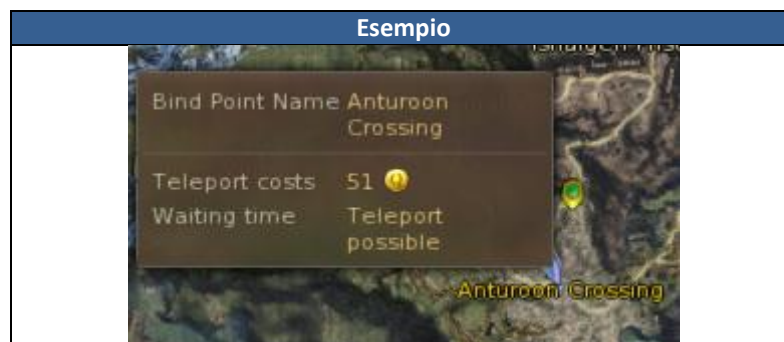 Esempio
Bind Point Name Anturoon
Crossing
Teleport costs 51
Waiting time Teleport
possible
Anturoon Crossing